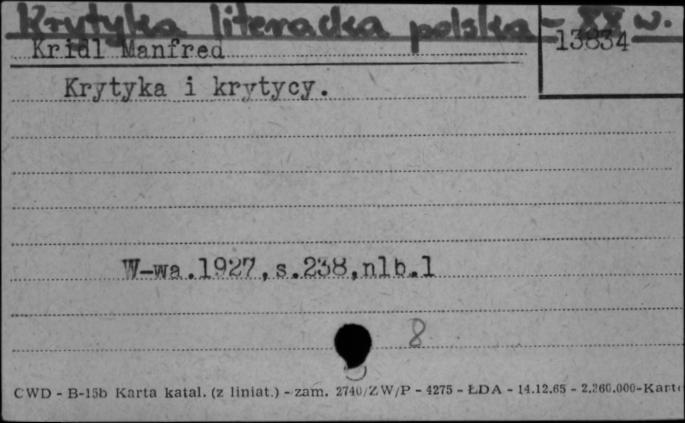 Krytyka literacka polska - XX w.
Kridl Manfred
13834
Krytyka i krytycy.
W-wa.1927,s.238,nlb.1
8
CWD - B-15b Karta katal. (z liniat.) - zam. 2740/ZW/P - 4275 - ŁDA - 14.12.65 - 2.260.000-Kart